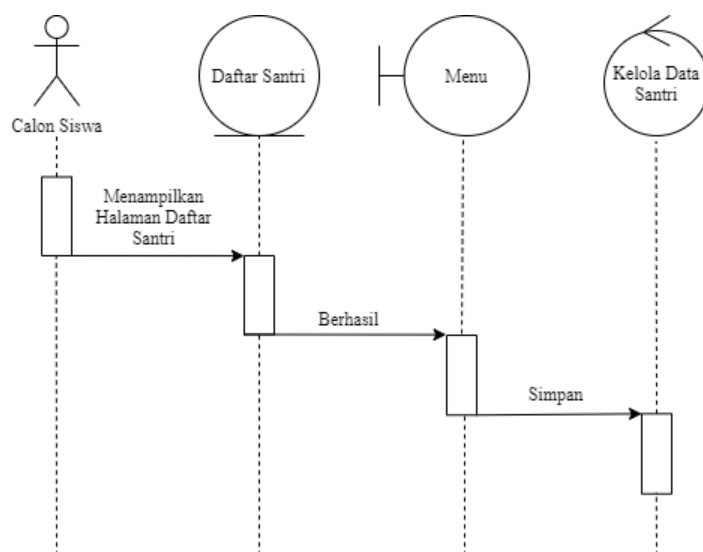 Calon Siswa
Daftar Santri
Menu
Kelola Data
Santri
Menampilkan
Halaman Daftar
Santri
Berhasil
Simpan